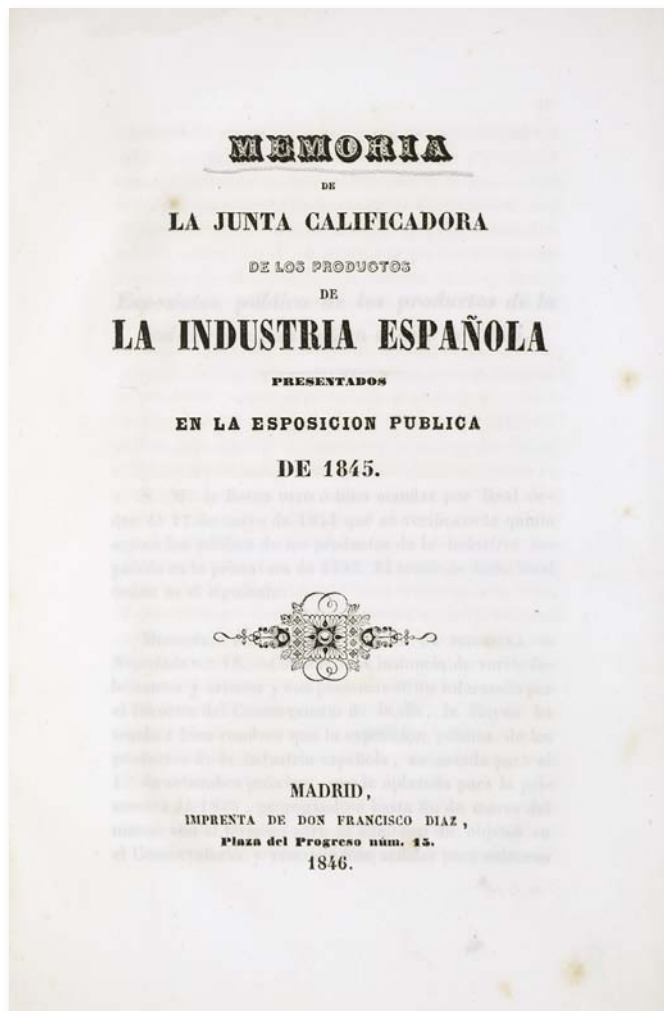 MEMORIA
DE
LA JUNTA CALIFICADORA
DE LOS PRODUCTOS
DE
LA INDUSTRIA ESPAÑOLA
PRESENTADOS
EN LA ESPOSICION PUBLICA
DE 1845.
MADRID,
IMPRENTA DE DON FRANCISCO DIAZ,
Plaza del Progreso núm. 15.
1846.